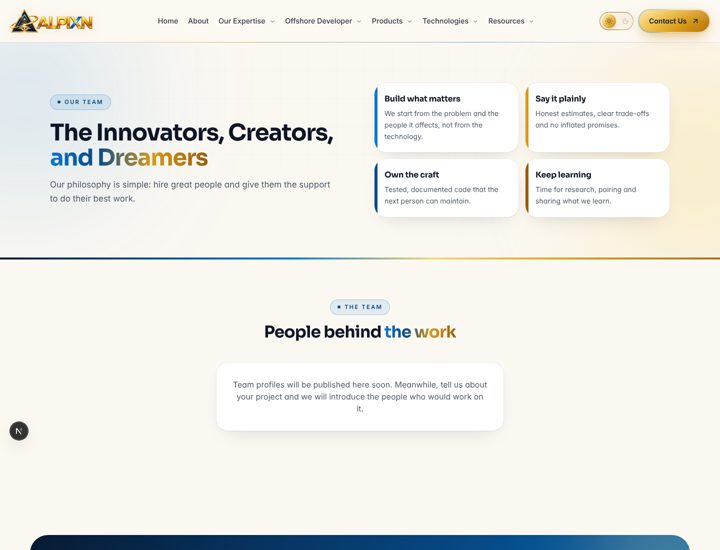 ALPIXN
Home
About
Our Expertise
Offshore Developer
Products
Technologies
Resources
Contact Us
OUR TEAM
The Innovators, Creators,
and Dreamers
Our philosophy is simple: hire great people and give them the support
to do their best work.
Build what matters
We start from the problem and the
people it affects, not from the
technology.
Say it plainly
Honest estimates, clear trade-offs
and no inflated promises.
Own the craft
Tested, documented code that the
next person can maintain.
Keep learning
Time for research, pairing and
sharing what we learn.
THE TEAM
People behind the work
Team profiles will be published here soon. Meanwhile, tell us about
your project and we will introduce the people who would work on
it.
N